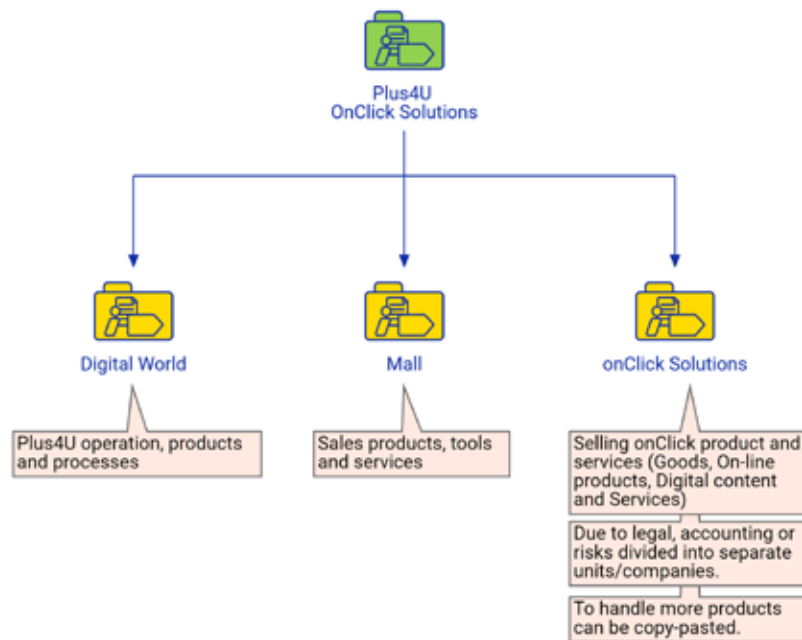 Plus4U
OnClick Solutions
Digital World
Mall
onClick Solutions
Plus4U operation, products
and processes
Sales products, tools
and services
Selling onClick product and
services (Goods, On-line
products, Digital content
and Services)
Due to legal, accounting or
risks divided into separate
units/companies.
To handle more products
can be copy-pasted.